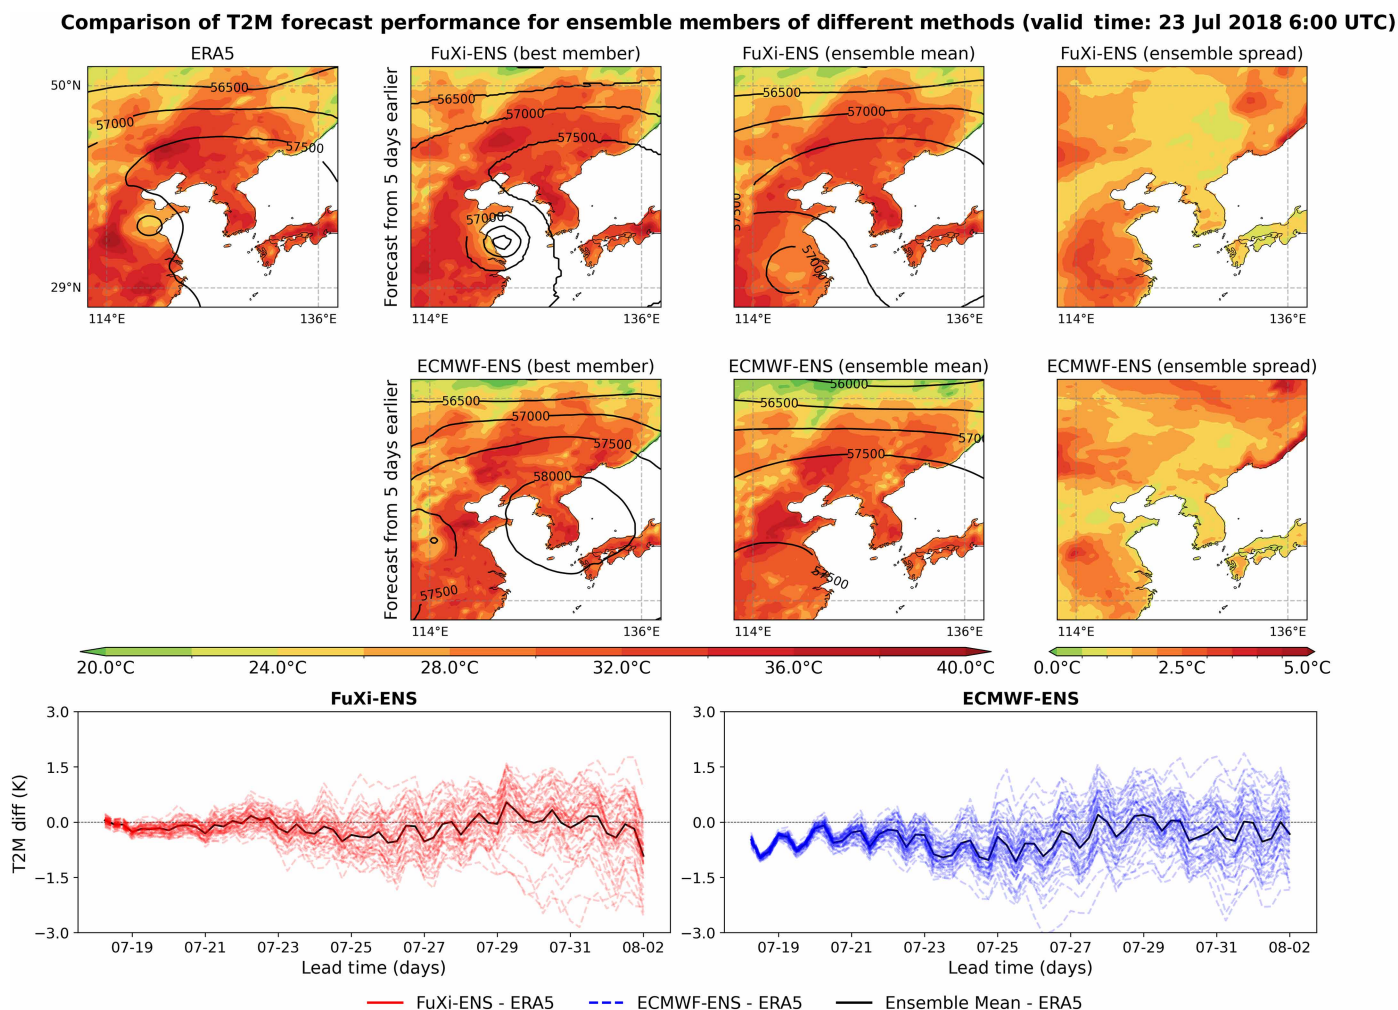 Comparison of T2M forecast performance for ensemble members of different methods (valid time: 23 Jul 2018 6:00 UTC)
ERA5
FuXi-ENS (best member)
FuXi-ENS (ensemble mean)
FuXi-ENS (ensemble spread)
50°N
29°N
114°E
136°E
56500
57000
57500
Forecast from 5 days earlier
56500
57000
57500
57000
114°E
136°E
56500
57000
57000
114°E
136°E
114°E
136°E
ECMWF-ENS (best member)
ECMWF-ENS (ensemble mean)
ECMWF-ENS (ensemble spread)
Forecast from 5 days earlier
56500
57000
57500
58000
57500
114°E
136°E
56000
56500
570
57500
57500
114°E
136°E
114°E
136°E
20.0°C 24.0°C 28.0°C 32.0°C 36.0°C 40.0°C
0.0°C 2.5°C 5.0°C
FuXi-ENS
T2M diff (K)
3.0
1.5
0.0
−1.5
−3.0
07-19 07-21 07-23 07-25 07-27 07-29 07-31 08-02
Lead time (days)
ECMWF-ENS
3.0
1.5
0.0
−1.5
−3.0
07-19 07-21 07-23 07-25 07-27 07-29 07-31 08-02
Lead time (days)
FuXi-ENS - ERA5
ECMWF-ENS - ERA5
Ensemble Mean - ERA5